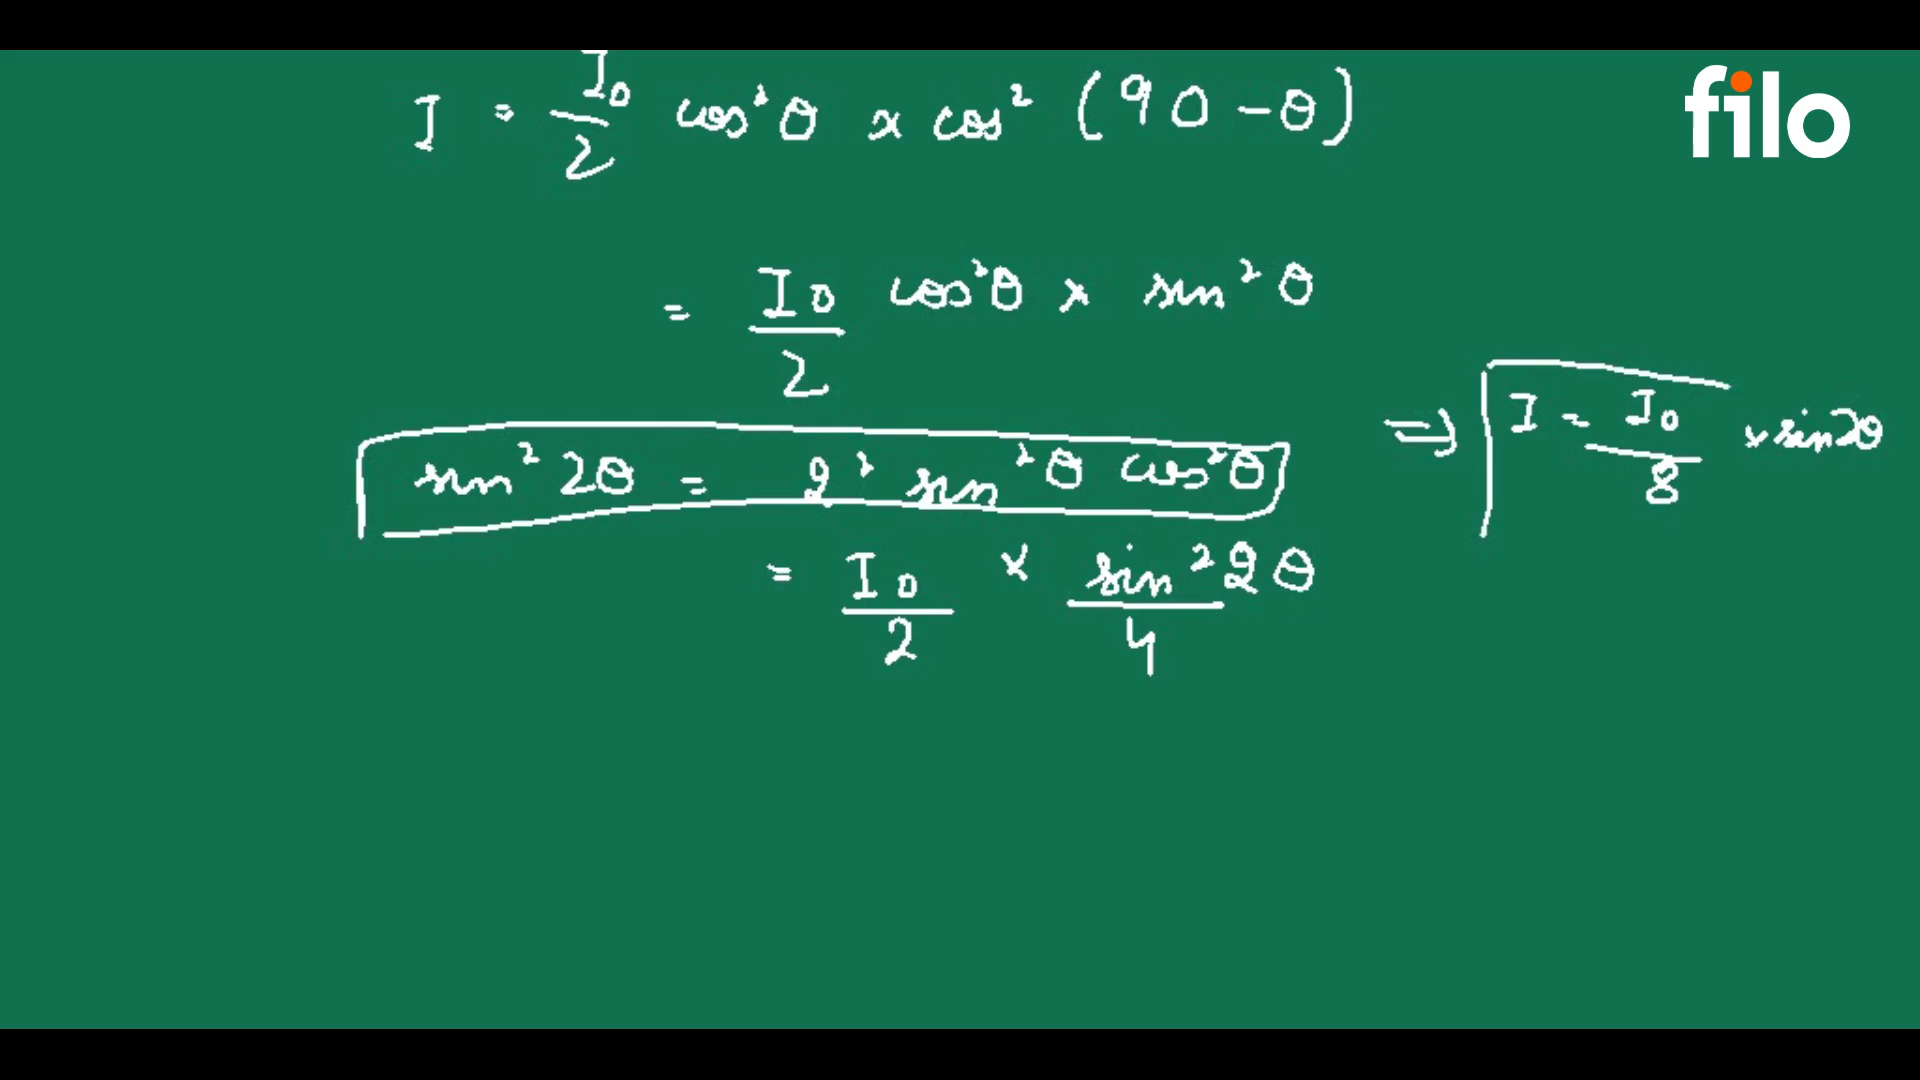 filo
I = I₀/2 cos²θ x cos² (90 - θ)
= I₀/2 cos²θ x sin²θ
sin² 2θ = 2² sin²θ cos²θ
⇒ I = I₀/8 x sin2θ
= I₀/2 x sin²2θ/4